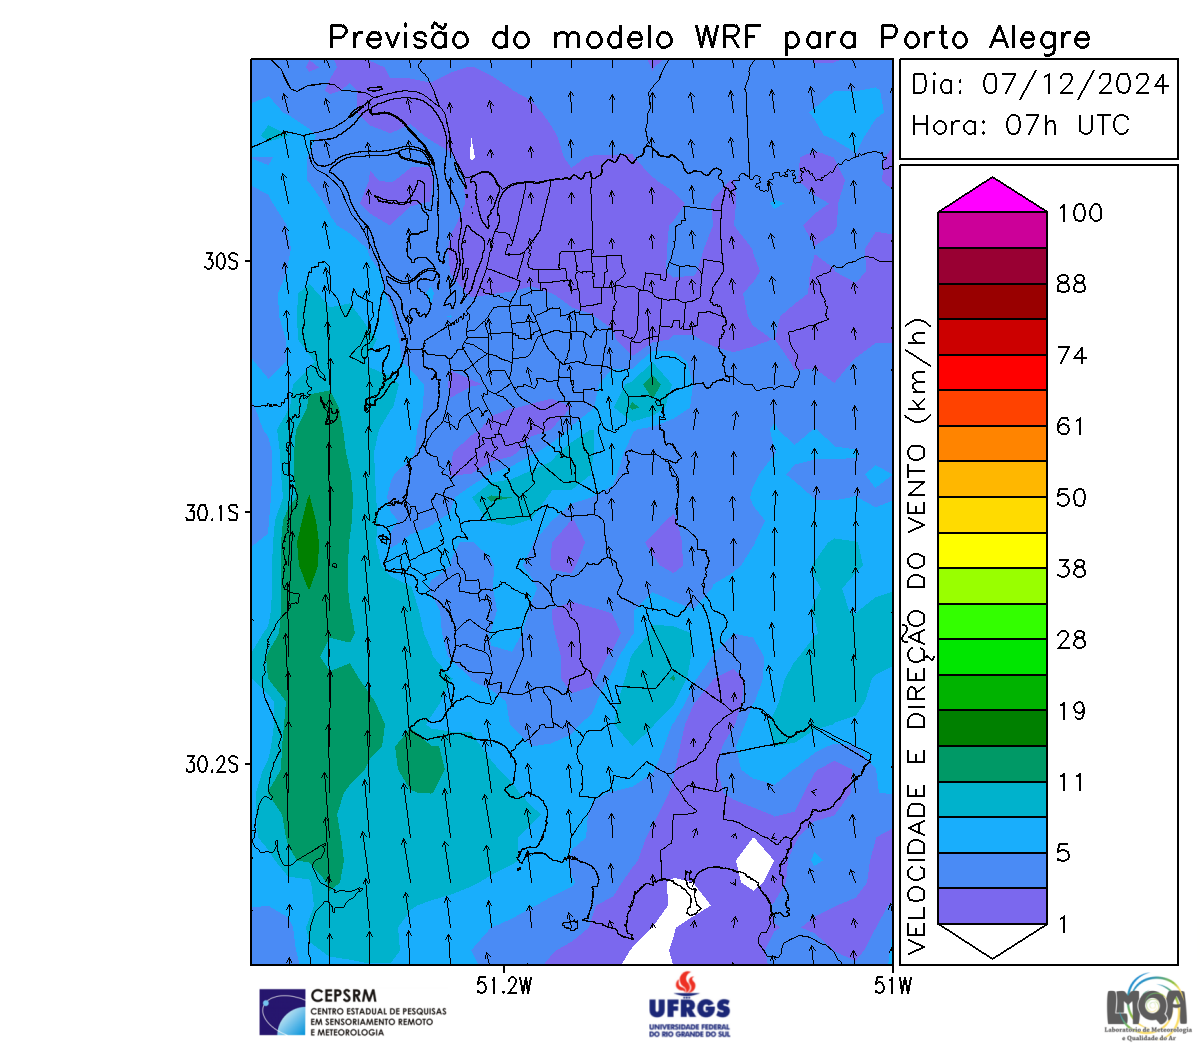 Previsão do modelo WRF para Porto Alegre
Dia: 07/12/2024
Hora: 07h UTC
100
88
74
61
50
38
28
19
11
5
1
VELOCIDADE E DIREÇÃO DO VENTO (km/h)
30S
30.1S
30.2S
51.2W
51W
CEPSRM
CENTRO ESTADUAL DE PESQUISAS
EM SENSORIAMENTO REMOTO
E METEOROLOGIA
UFRGS
UNIVERSIDADE FEDERAL
DO RIO GRANDE DO SUL
LMQA
Laboratório de Meteorologia
e Qualidade do Ar